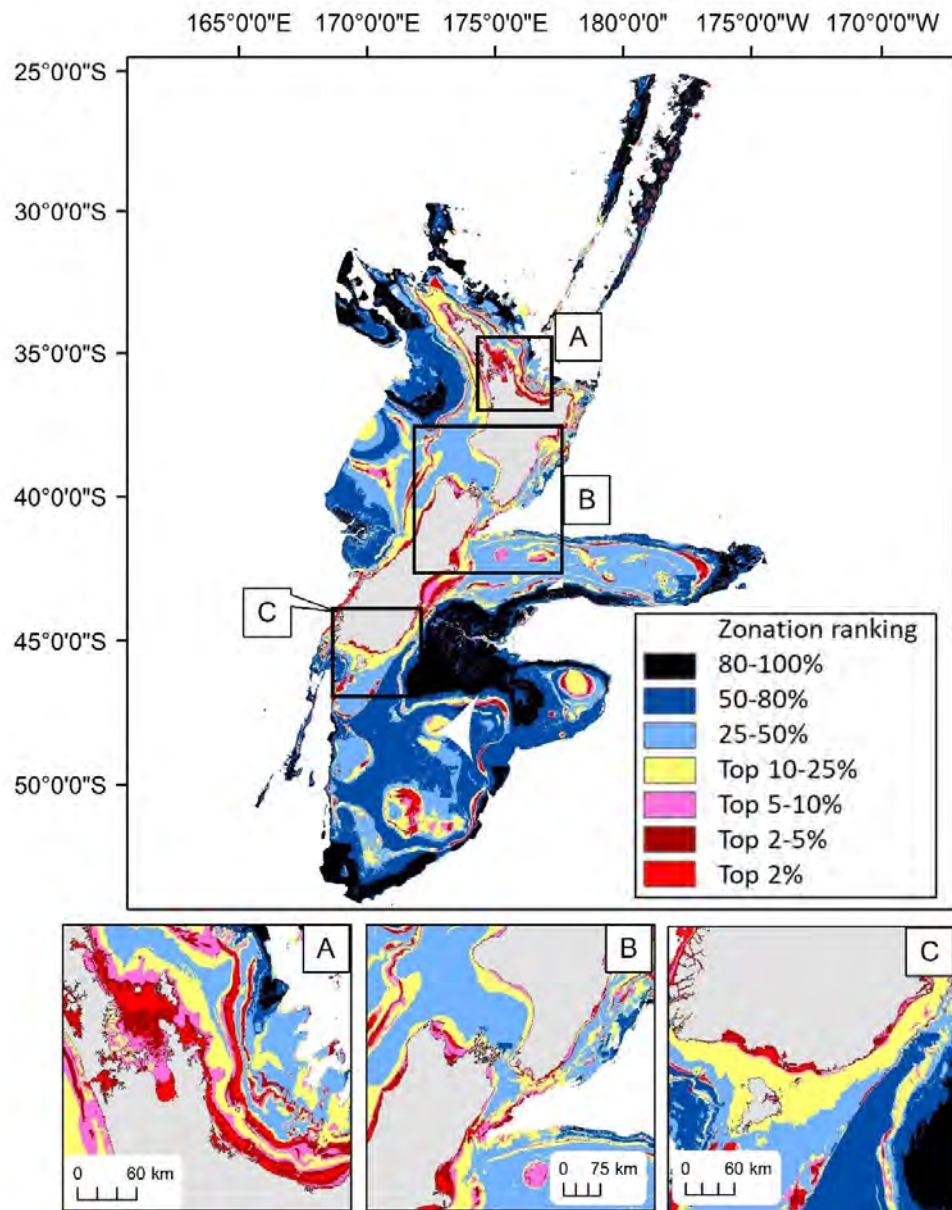 165°0'0"E 170°0'0"E 175°0'0"E 180°0'0" 175°0'0"W 170°0'0"W
25°0'0"S
30°0'0"S
35°0'0"S
40°0'0"S
45°0'0"S
50°0'0"S
A
B
C
Zonation ranking
80-100%
50-80%
25-50%
Top 10-25%
Top 5-10%
Top 2-5%
Top 2%
A
0 60 km
B
0 75 km
C
0 60 km